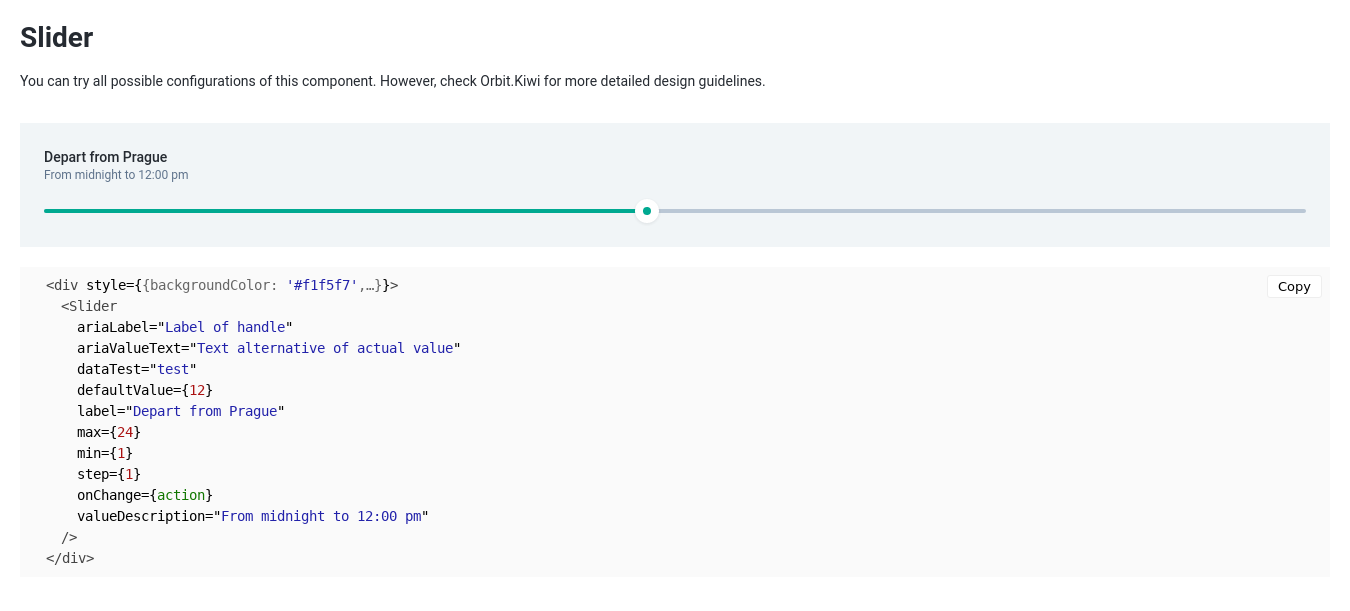 Slider
You can try all possible configurations of this component. However, check Orbit.Kiwi for more detailed design guidelines.
Depart from Prague
From midnight to 12:00 pm
<div style={{backgroundColor: '#f1f5f7',…}}>
Copy
<Slider
ariaLabel="Label of handle"
ariaValueText="Text alternative of actual value"
dataTest="test"
defaultValue={12}
label="Depart from Prague"
max={24}
min={1}
step={1}
onChange={action}
valueDescription="From midnight to 12:00 pm"
/>
</div>